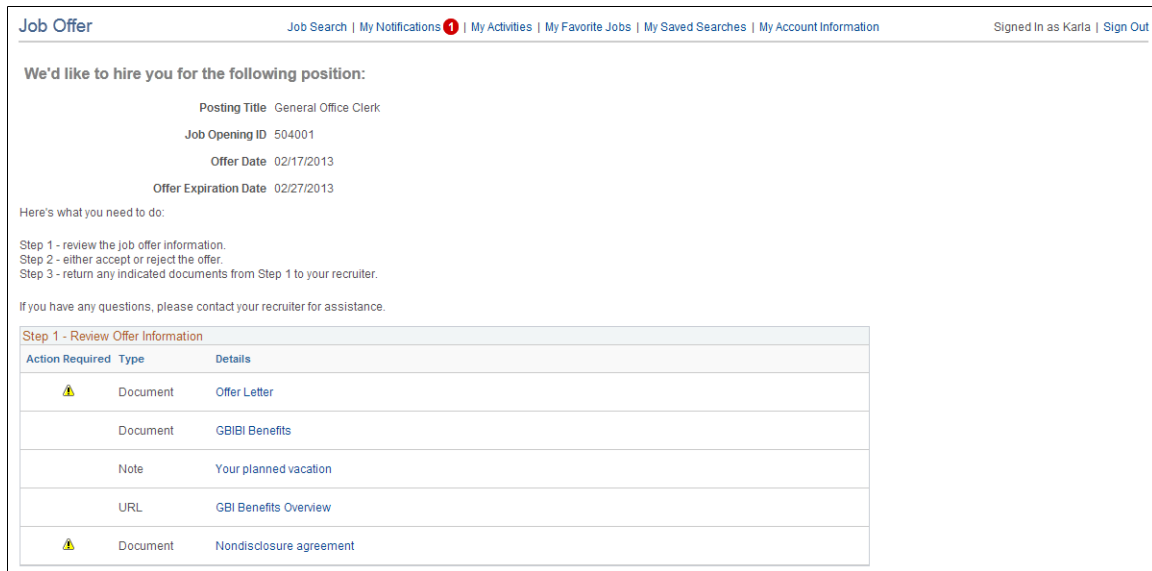 Job Offer
Job Search | My Notifications 1 | My Activities | My Favorite Jobs | My Saved Searches | My Account Information
Signed In as Karla | Sign Out
We'd like to hire you for the following position:
Posting Title General Office Clerk
Job Opening ID 504001
Offer Date 02/17/2013
Offer Expiration Date 02/27/2013
Here's what you need to do:
Step 1 - review the job offer information.
Step 2 - either accept or reject the offer.
Step 3 - return any indicated documents from Step 1 to your recruiter.
If you have any questions, please contact your recruiter for assistance.
Step 1 - Review Offer Information
Action Required Type Details
Document Offer Letter
Document GBIBI Benefits
Note Your planned vacation
URL GBI Benefits Overview
Document Nondisclosure agreement